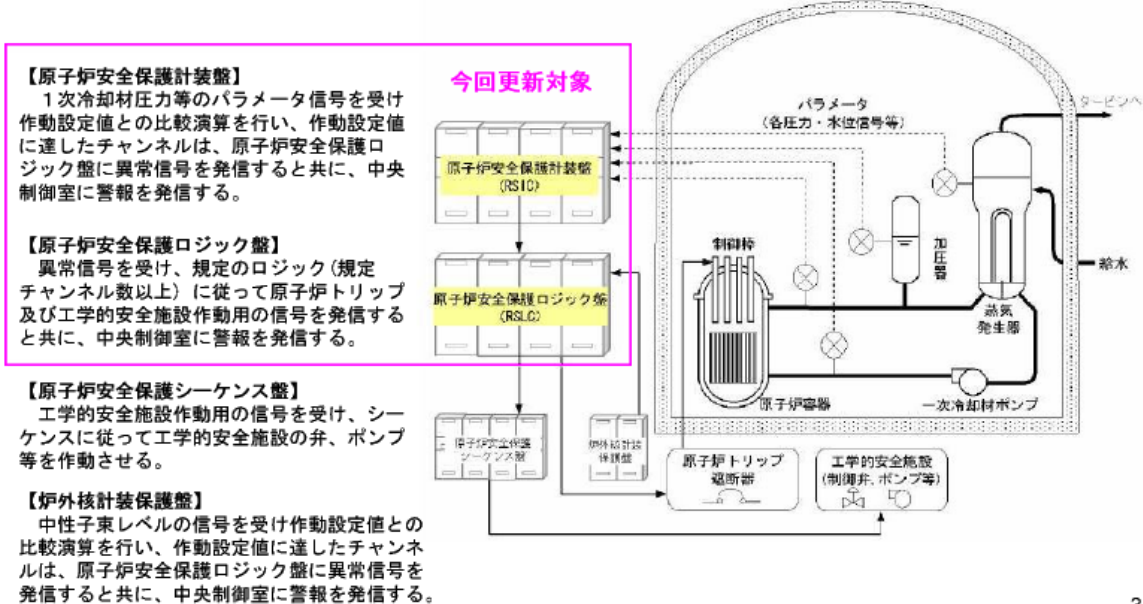 【原子炉安全保護計装盤】
１次冷却材圧力等のパラメータ信号を受け
作動設定値との比較演算を行い、作動設定値
に達したチャンネルは、原子炉安全保護ロ
ジック盤に異常信号を発信すると共に、中央
制御室に警報を発信する。
【原子炉安全保護ロジック盤】
異常信号を受け、規定のロジック（規定
チャンネル数以上）に従って原子炉トリップ
及び工学的安全施設作動用の信号を発信する
と共に、中央制御室に警報を発信する。
【原子炉安全保護シーケンス盤】
工学的安全施設作動用の信号を受け、シー
ケンスに従って工学的安全施設の弁、ポンプ
等を作動させる。
【炉外核計装保護盤】
中性子束レベルの信号を受け作動設定値との
比較演算を行い、作動設定値に達したチャンネ
ルは、原子炉安全保護ロジック盤に異常信号を
発信すると共に、中央制御室に警報を発信する。
今回更新対象
原子炉安全保護計装盤
(RSIC)
原子炉安全保護ロジック盤
(RSLC)
原子炉安全保護
シーケンス盤
炉外核計装
保護盤
パラメータ
（各圧力・水位信号等）
タービンへ
制御棒
加圧器
給水
蒸気
発生器
原子炉容器
一次冷却材ポンプ
原子炉トリップ
遮断器
工学的安全施設
(制御弁、ポンプ等)